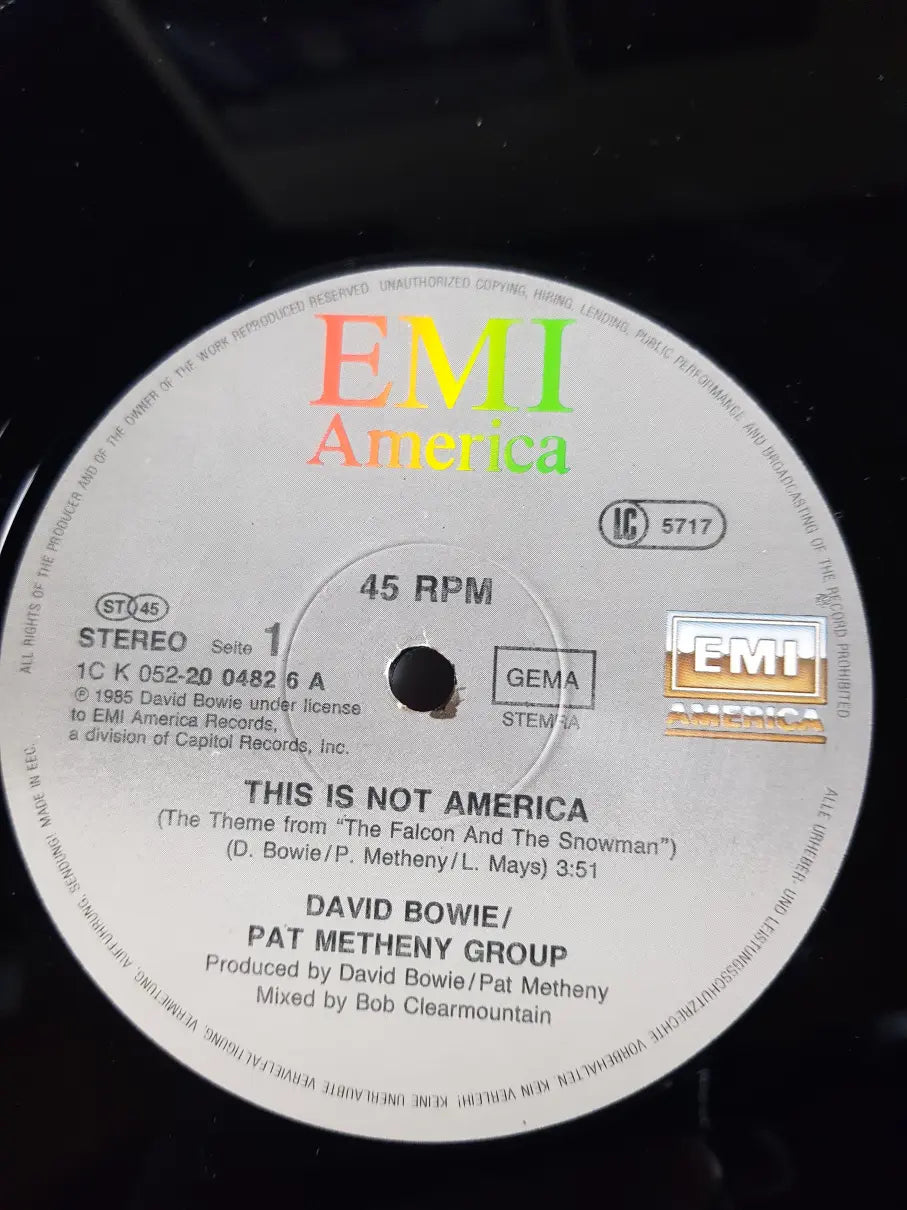 ALL RIGHTS OF THE PRODUCER AND OF THE OWNER OF THE WORK REPRODUCED RESERVED. UNAUTHORIZED COPYING, HIRING, LENDING, PUBLIC PERFORMANCE AND BROADCASTING OF THE RECORD PROHIBITED
EMI
America
LC 5717
45 RPM
ST 45
STEREO Seite 1
1C K 052-20 0482 6 A
℗ 1985 David Bowie under license
to EMI America Records,
a division of Capitol Records, Inc.
GEMA
STEMRA
EMI
AMERICA
THIS IS NOT AMERICA
(The Theme from "The Falcon And The Snowman")
(D. Bowie/P. Metheny/L. Mays) 3:51
DAVID BOWIE/
PAT METHENY GROUP
Produced by David Bowie/Pat Metheny
Mixed by Bob Clearmountain
ALLE URHEBER- UND LEISTUNGSSCHUTZRECHTE VORBEHALTEN. KEIN VERLEIH! KEINE UNERLAUBTE VERVIELFÄLTIGUNG, VERMIETUNG, AUFFÜHRUNG, SENDUNG! MADE IN EEC.